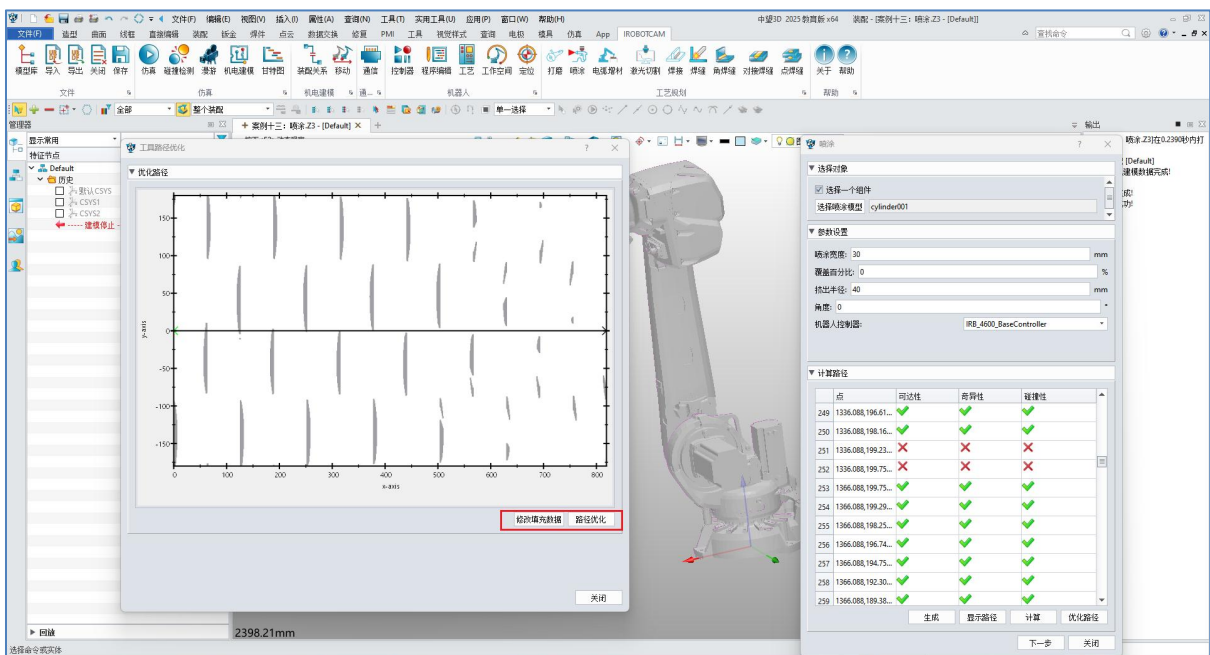 文件(F) 编辑(E) 视图(V) 插入(I) 属性(A) 查询(N) 工具(T) 实用工具(U) 应用(P) 窗口(W) 帮助(H) 中望3D 2025 教育版 x64 装配 - [案例十三：喷涂.Z3 - [Default]]
文件(F) 造型 曲面 线框 直接编辑 装配 钣金 焊件 点云 数据交换 修复 PMI 工具 视觉样式 查询 电极 模具 仿真 App IROBOTCAM 查找命令
模型库 导入 导出 关闭 保存 仿真 碰撞检测 漫游 机电建模 甘特图 装配关系 移动 通信 控制器 程序编辑 工艺 工作空间 定位 打磨 喷涂 电弧增材 激光切割 焊接 焊缝 角焊缝 对接焊缝 点焊缝 关于 帮助
文件 仿真 机电建模 通... 机器人 工艺规划 帮助
全部 整个装配 单一选择
管理器 案例十三：喷涂.Z3 - [Default] 输出
显示常用
特征节点
Default
历史
默认CSYS
CSYS1
CSYS2
----- 建模停止 -
回放
工具路径优化
优化路径
150
100
50
0
-50
-100
-150
y-axis
0 100 200 300 400 500 600 700 800
x-axis
修改填充数据 路径优化
关闭
2398.21mm
喷涂
选择对象
选择一个组件
选择喷涂模型 cylinder001
参数设置
喷涂宽度: 30 mm
覆盖百分比: 0 %
挤出半径: 40 mm
角度: 0 °
机器人控制器: IRB_4600_BaseController
计算路径
点 可达性 奇异性 碰撞性
249 1336.088,196.61...
250 1336.088,198.16...
251 1336.088,199.23...
252 1336.088,199.75...
253 1366.088,199.75...
254 1366.088,199.29...
255 1366.088,198.25...
256 1366.088,196.74...
257 1366.088,194.75...
258 1366.088,192.30...
259 1366.088,189.38...
生成 显示路径 计算 优化路径
下一步 关闭
喷涂.Z3]在0.2390秒内打
[Default]
建模数据完成!
选择命令或实体